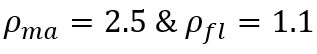 ρ_ma = 2.5 & ρ_fl = 1.1